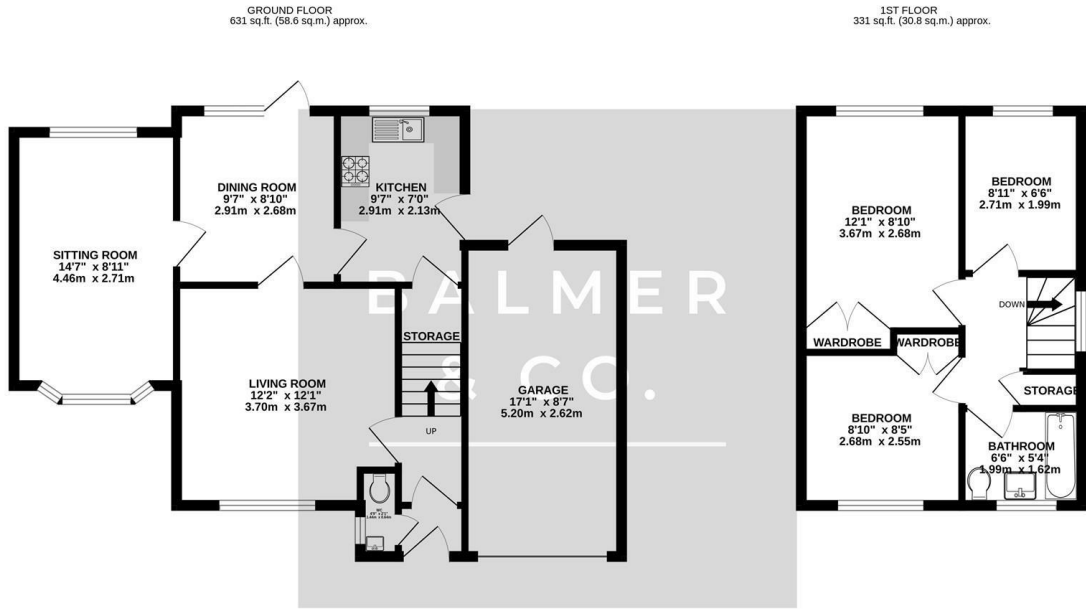 GROUND FLOOR
631 sq.ft. (58.6 sq.m.) approx.
1ST FLOOR
331 sq.ft. (30.8 sq.m.) approx.
DINING ROOM
9'7" x 8'10"
2.91m x 2.68m
KITCHEN
9'7" x 7'0"
2.91m x 2.13m
SITTING ROOM
14'7" x 8'11"
4.46m x 2.71m
STORAGE
LIVING ROOM
12'2" x 12'1"
3.70m x 3.67m
UP
GARAGE
17'1" x 8'7"
5.20m x 2.62m
WC
BALMER
& CO.
BEDROOM
12'1" x 8'10"
3.67m x 2.68m
BEDROOM
8'11" x 6'6"
2.71m x 1.99m
DOWN
WARDROBE
WARDROBE
STORAGE
BEDROOM
8'10" x 8'5"
2.68m x 2.55m
BATHROOM
6'6" x 5'4"
1.99m x 1.62m